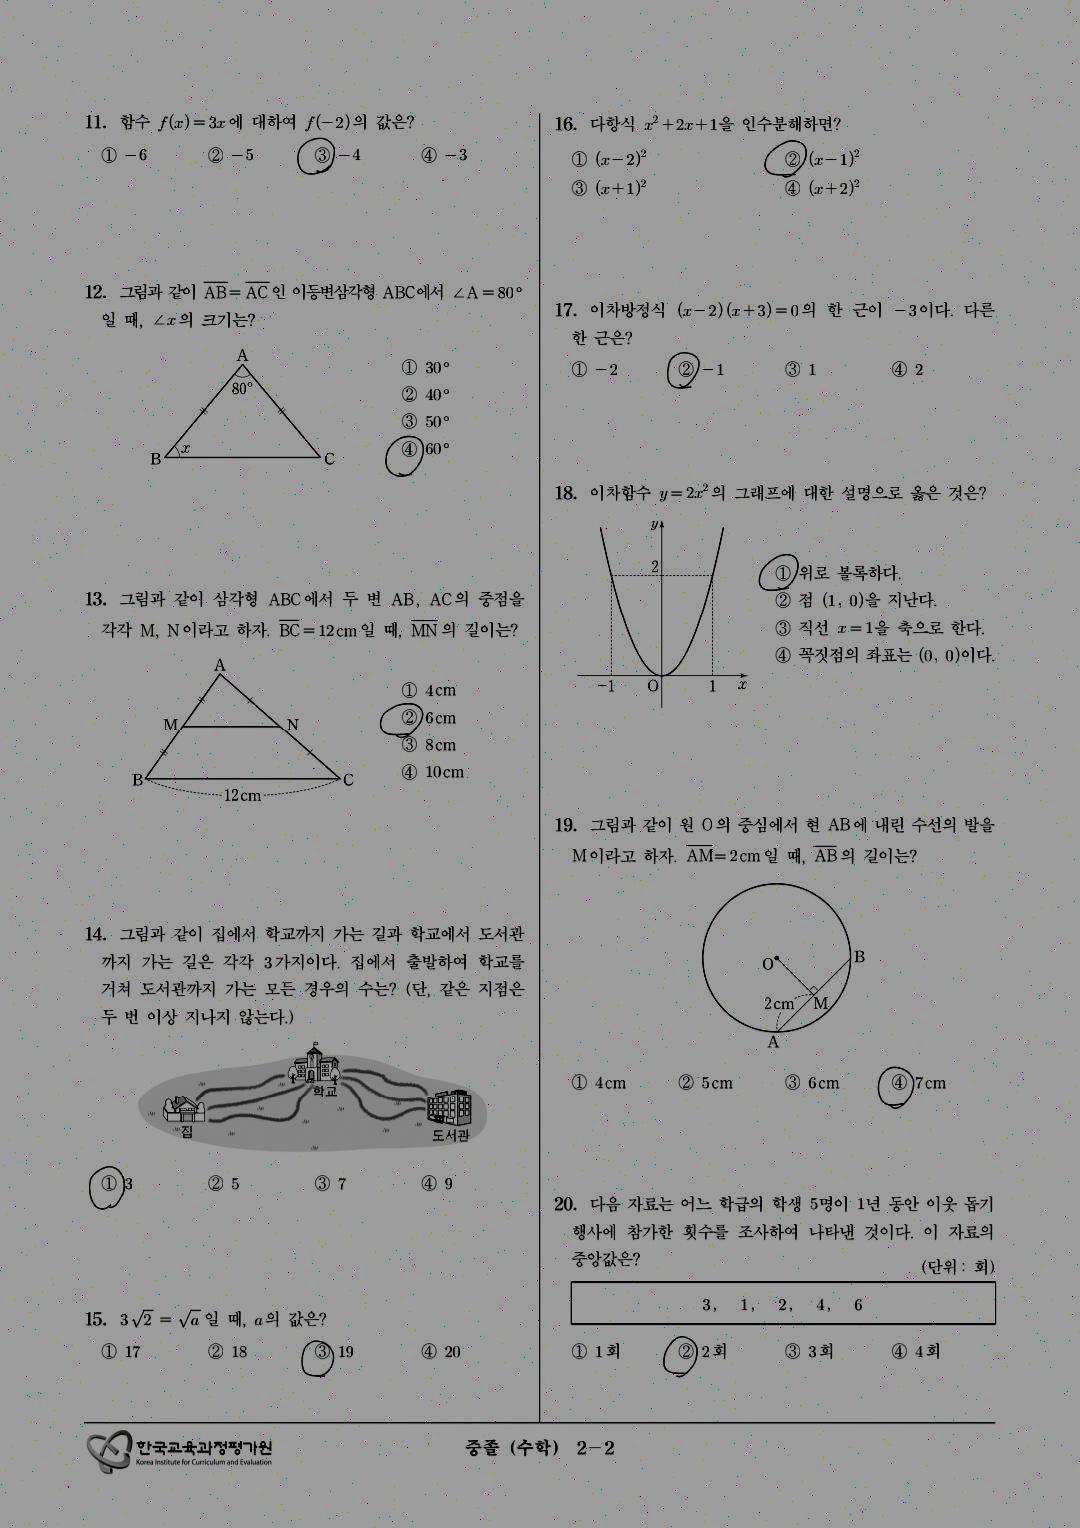 11. 함수 f(x)=3x에 대하여 f(-2)의 값은?
① -6 ② -5 ③ -4 ④ -3
12. 그림과 같이 AB=AC인 이등변삼각형 ABC에서 ∠A=80°
일 때, ∠x의 크기는?
A
80°
x
B
C
① 30°
② 40°
③ 50°
④ 60°
13. 그림과 같이 삼각형 ABC에서 두 변 AB, AC의 중점을
각각 M, N이라고 하자. BC=12cm일 때, MN의 길이는?
A
M
N
B
C
12cm
① 4cm
② 6cm
③ 8cm
④ 10cm
14. 그림과 같이 집에서 학교까지 가는 길과 학교에서 도서관
까지 가는 길은 각각 3가지이다. 집에서 출발하여 학교를
거쳐 도서관까지 가는 모든 경우의 수는? (단, 같은 지점은
두 번 이상 지나지 않는다.)
학교
집
도서관
① 3 ② 5 ③ 7 ④ 9
15. 3√2 = √a 일 때, a의 값은?
① 17 ② 18 ③ 19 ④ 20
16. 다항식 x²+2x+1을 인수분해하면?
① (x-2)² ② (x-1)²
③ (x+1)² ④ (x+2)²
17. 이차방정식 (x-2)(x+3)=0의 한 근이 -3이다. 다른
한 근은?
① -2 ② -1 ③ 1 ④ 2
18. 이차함수 y=2x²의 그래프에 대한 설명으로 옳은 것은?
y
2
-1
O
1
x
① 위로 볼록하다.
② 점 (1, 0)을 지난다.
③ 직선 x=1을 축으로 한다.
④ 꼭짓점의 좌표는 (0, 0)이다.
19. 그림과 같이 원 O의 중심에서 현 AB에 내린 수선의 발을
M이라고 하자. AM=2cm일 때, AB의 길이는?
O
B
2cm
M
A
① 4cm ② 5cm ③ 6cm ④ 7cm
20. 다음 자료는 어느 학급의 학생 5명이 1년 동안 이웃 돕기
행사에 참가한 횟수를 조사하여 나타낸 것이다. 이 자료의
중앙값은?
(단위 : 회)
3, 1, 2, 4, 6
① 1회 ② 2회 ③ 3회 ④ 4회
한국교육과정평가원
Korea Institute for Curriculum and Evaluation
중졸 (수학) 2-2